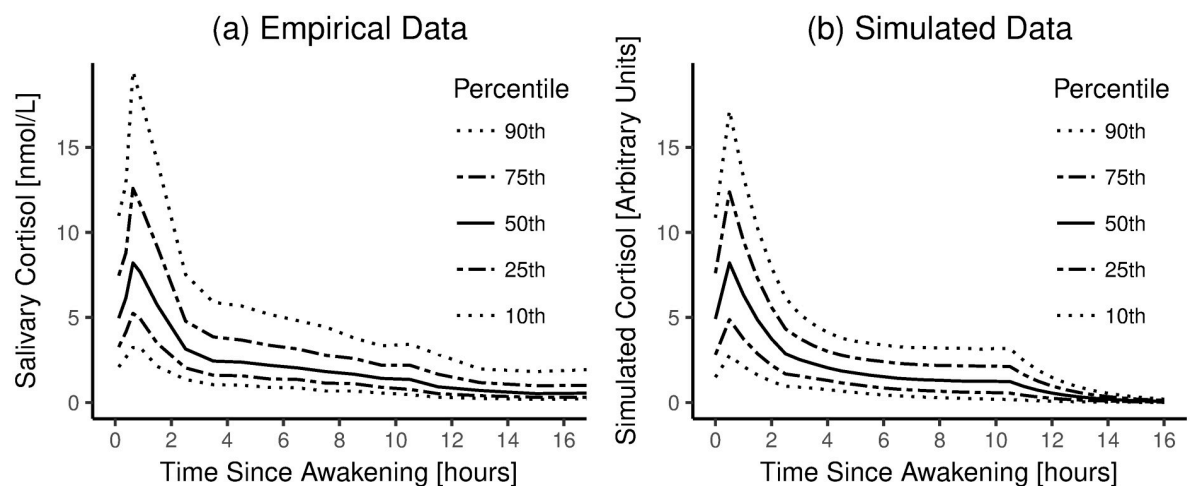 (a) Empirical Data
Salivary Cortisol [nmol/L]
15
10
5
0
Percentile
90th
75th
50th
25th
10th
0 2 4 6 8 10 12 14 16
Time Since Awakening [hours]
(b) Simulated Data
Simulated Cortisol [Arbitrary Units]
15
10
5
0
Percentile
90th
75th
50th
25th
10th
0 2 4 6 8 10 12 14 16
Time Since Awakening [hours]